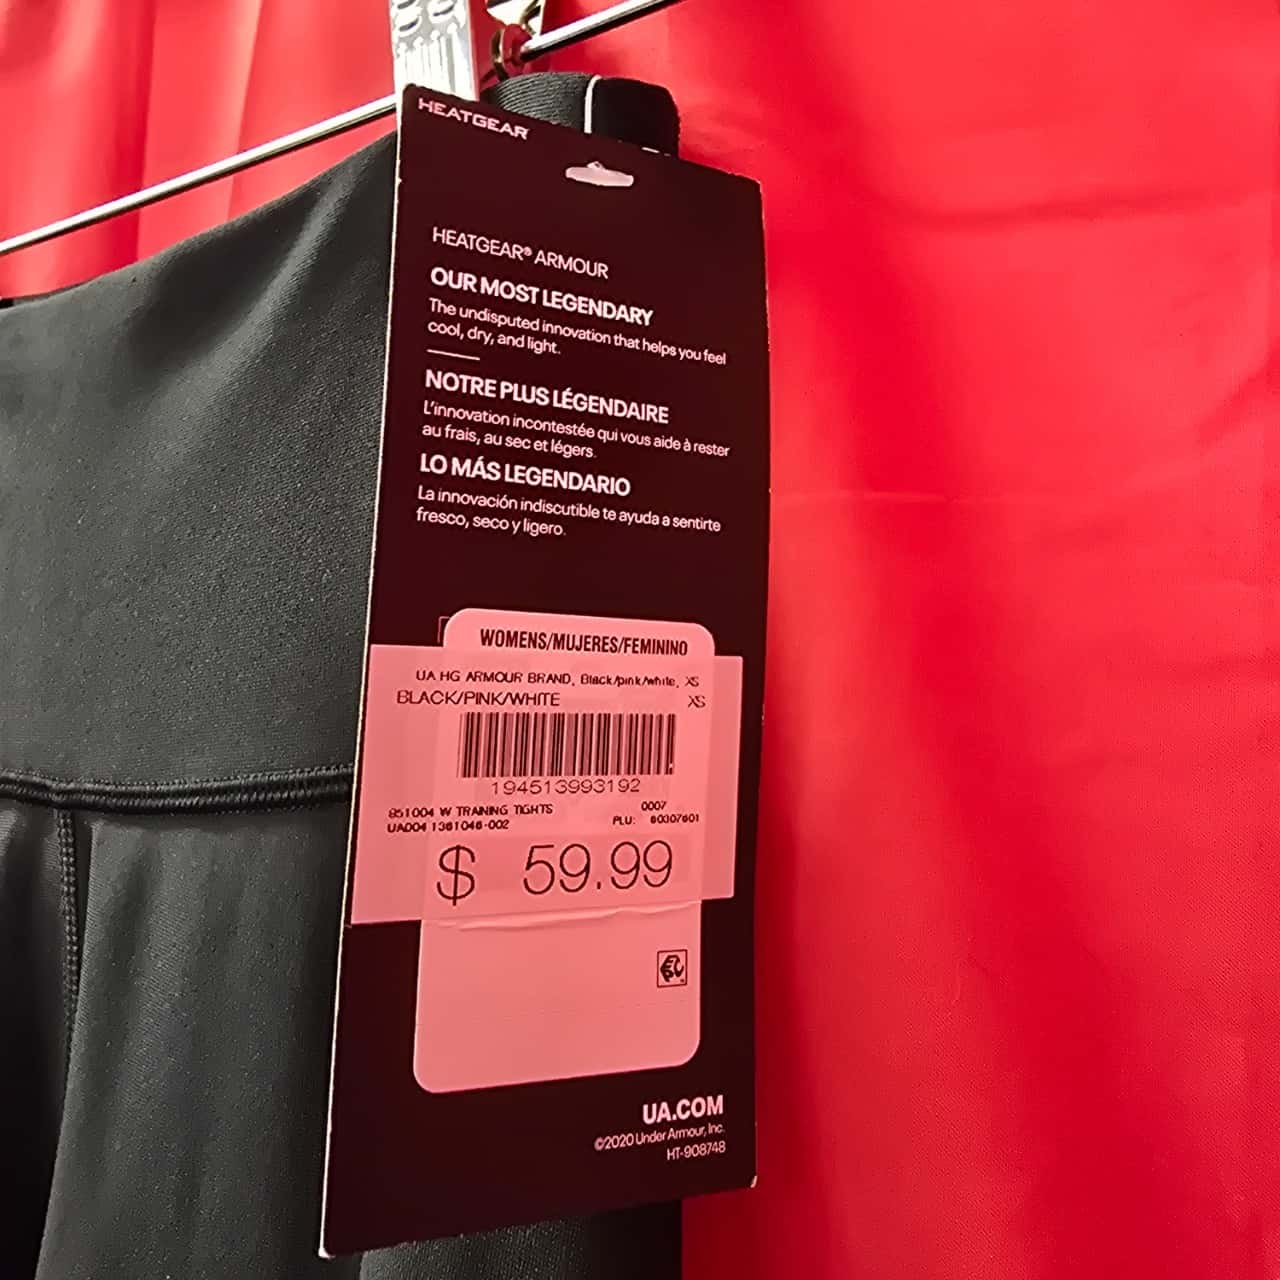 HEATGEAR
HEATGEAR® ARMOUR
OUR MOST LEGENDARY
The undisputed innovation that helps you feel
cool, dry, and light.
NOTRE PLUS LÉGENDAIRE
L'innovation incontestée qui vous aide à rester
au frais, au sec et légers.
LO MÁS LEGENDARIO
La innovación indiscutible te ayuda a sentirte
fresco, seco y ligero.
WOMENS/MUJERES/FEMININO
UA HG ARMOUR BRAND, Black/pink/white, XS
BLACK/PINK/WHITE XS
194513993192
851004 W TRAINING TIGHTS 0007
UA004 1361046-002 PLU: 60307601
$ 59.99
UA.COM
©2020 Under Armour, Inc.
HT-908748